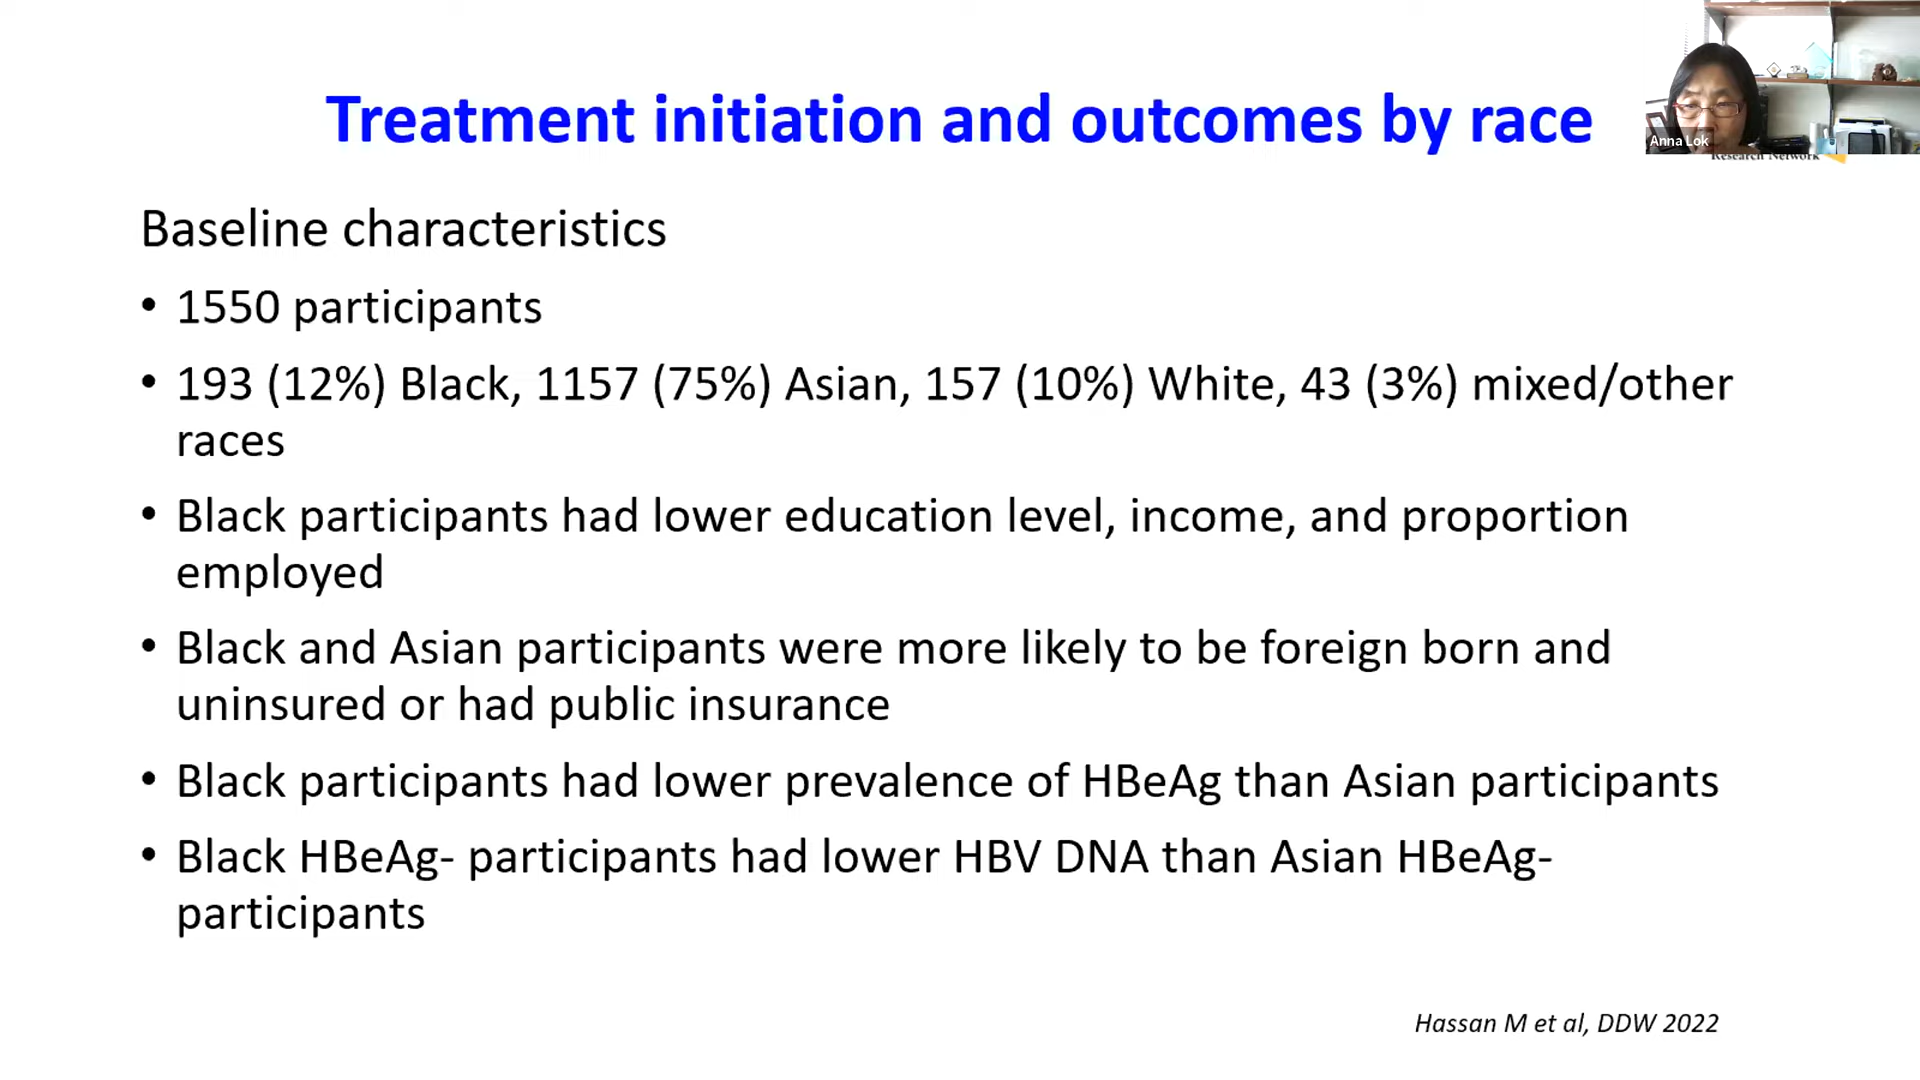 Treatment initiation and outcomes by race
Anna Lok
Research Network
Baseline characteristics
• 1550 participants
• 193 (12%) Black, 1157 (75%) Asian, 157 (10%) White, 43 (3%) mixed/other
races
• Black participants had lower education level, income, and proportion
employed
• Black and Asian participants were more likely to be foreign born and
uninsured or had public insurance
• Black participants had lower prevalence of HBeAg than Asian participants
• Black HBeAg- participants had lower HBV DNA than Asian HBeAg-
participants
Hassan M et al, DDW 2022